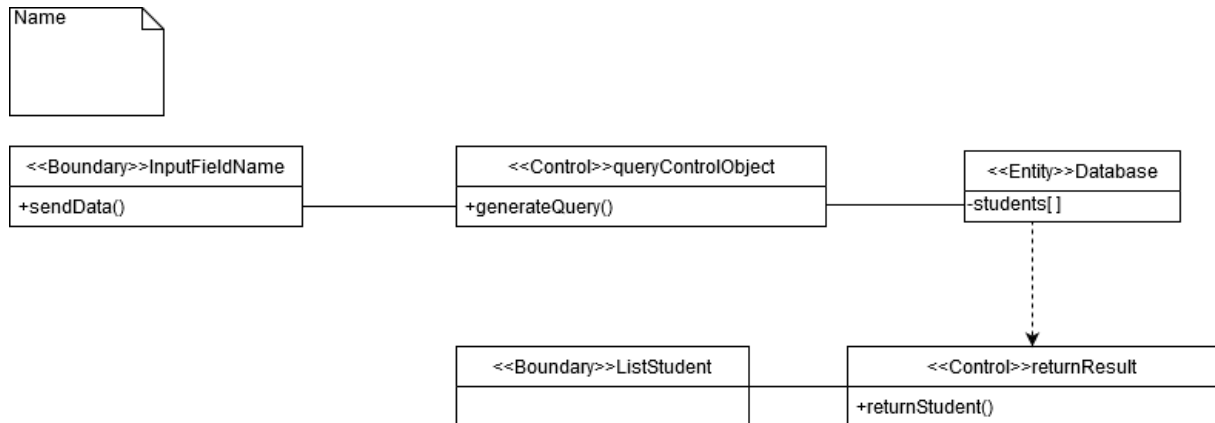 Name
<<Boundary>>InputFieldName
+sendData()
<<Control>>queryControlObject
+generateQuery()
<<Entity>>Database
-students[ ]
<<Boundary>>ListStudent
<<Control>>returnResult
+returnStudent()